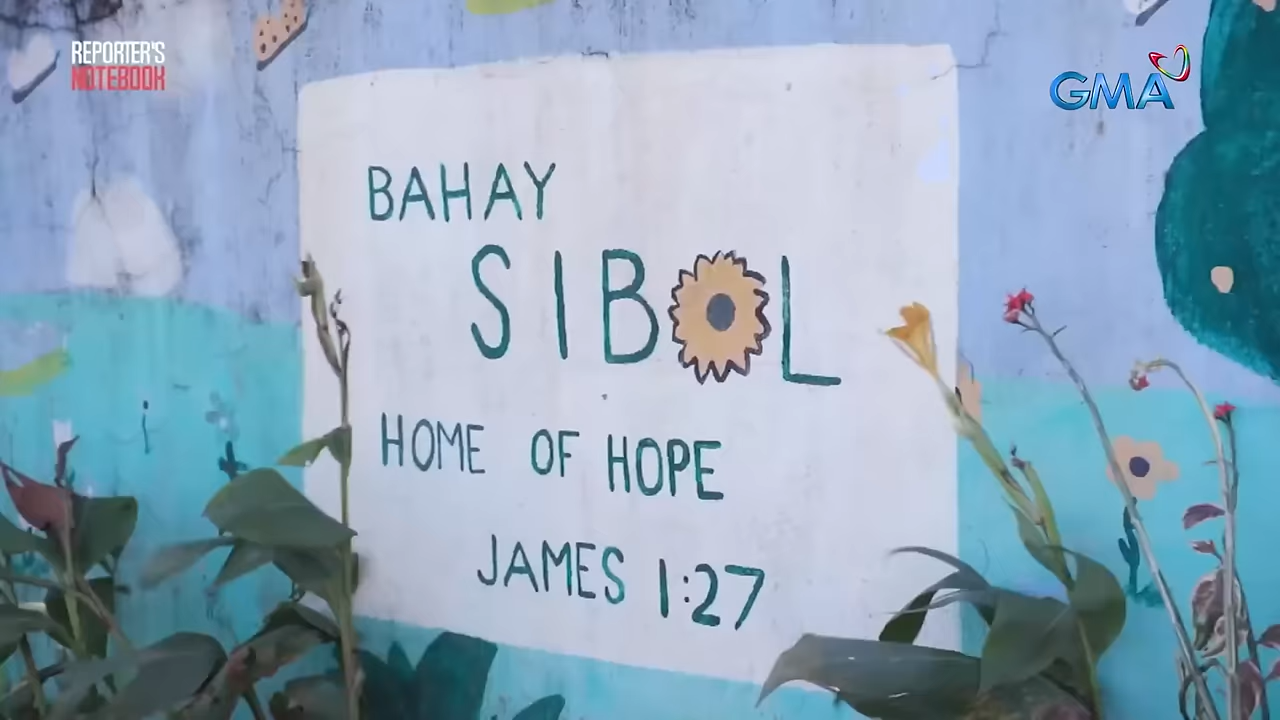 REPORTER'S
NOTEBOOK
GMA
BAHAY
SIBOL
HOME OF HOPE
JAMES 1:27